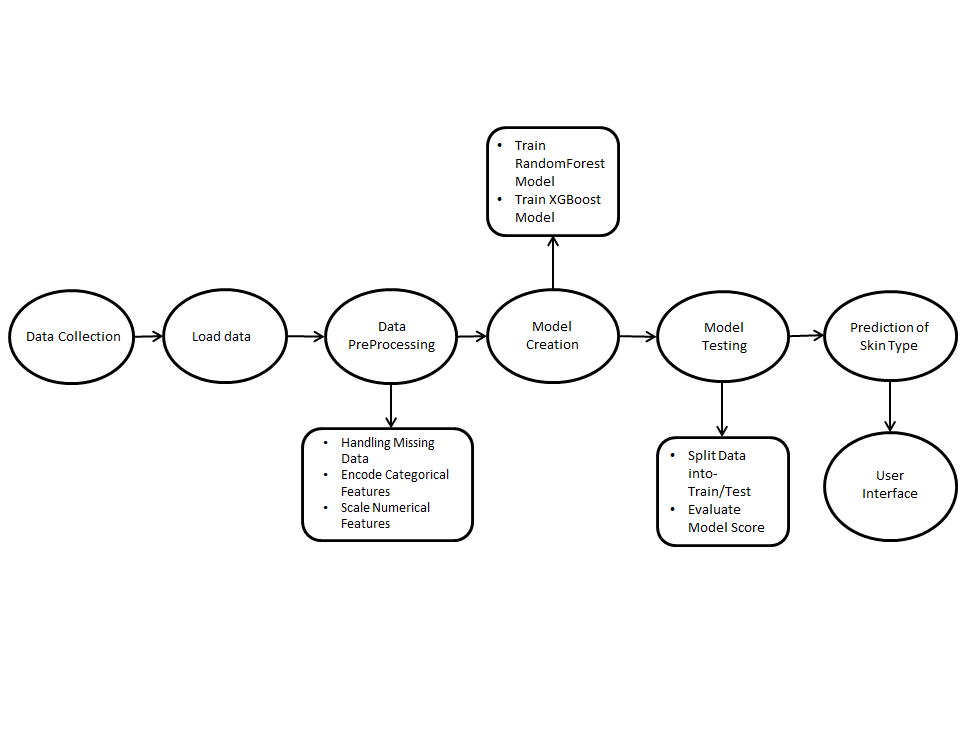 • Train
RandomForest
Model
• Train XGBoost
Model
Data Collection
Load data
Data
PreProcessing
Model
Creation
Model
Testing
Prediction of
Skin Type
• Handling Missing
Data
• Encode Categorical
Features
• Scale Numerical
Features
• Split Data
into-
Train/Test
• Evaluate
Model Score
User
Interface